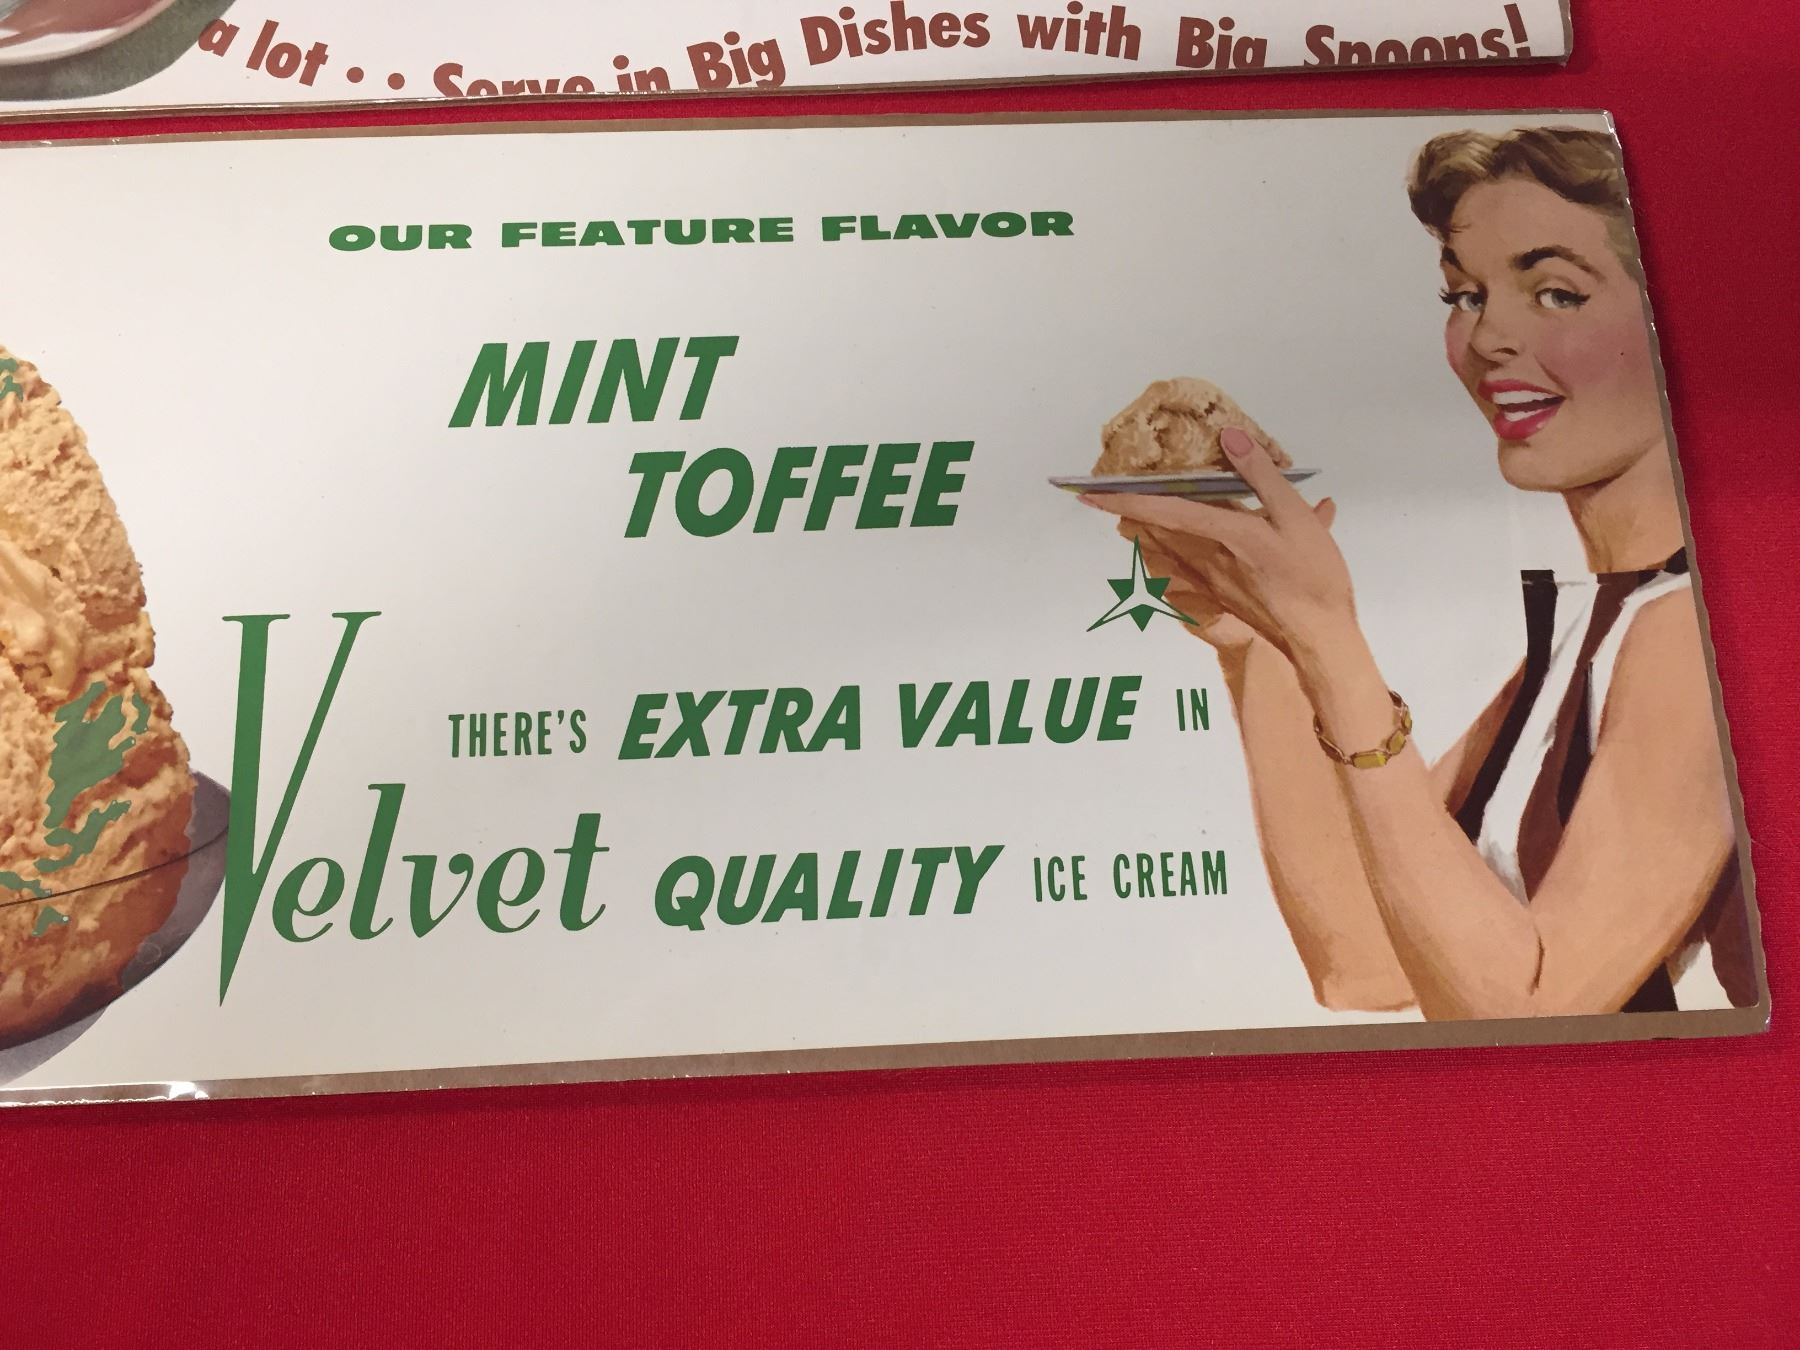 a lot . . Serve in Big Dishes with Big Spoons!
OUR FEATURE FLAVOR
MINT
TOFFEE
THERE'S EXTRA VALUE IN
Velvet QUALITY ICE CREAM